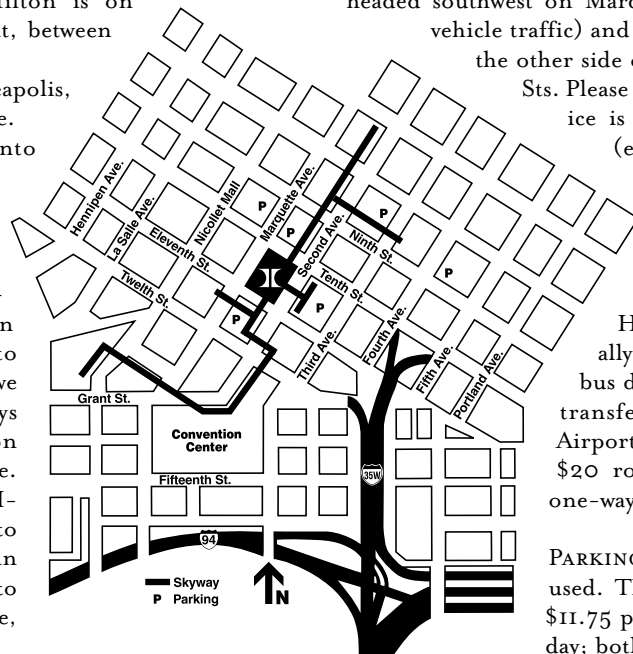 ilton is on
t, between
eapolis,
e.
nto
n
to
we
ys
on
e.
I-
to
in
to
e,
headed southwest on Marq
vehicle traffic) and
the other side
Sts. Please
ice is
(e
H
ally
bus d
transfe
Airport
$20 ro
one-way
PARKING
used. T
$11.75 p
day; both
Hennipen Ave.
La Salle Ave.
Nicollet Mall
Marquette Ave.
Second Ave.
Eleventh St.
Twelth St.
Ninth St.
Tenth St.
Third Ave.
Fourth Ave.
Fifth Ave.
Portland Ave.
P
P
P
P
P
P
Grant St.
Convention
Center
Fifteenth St.
35W
94
Skyway
P Parking
N